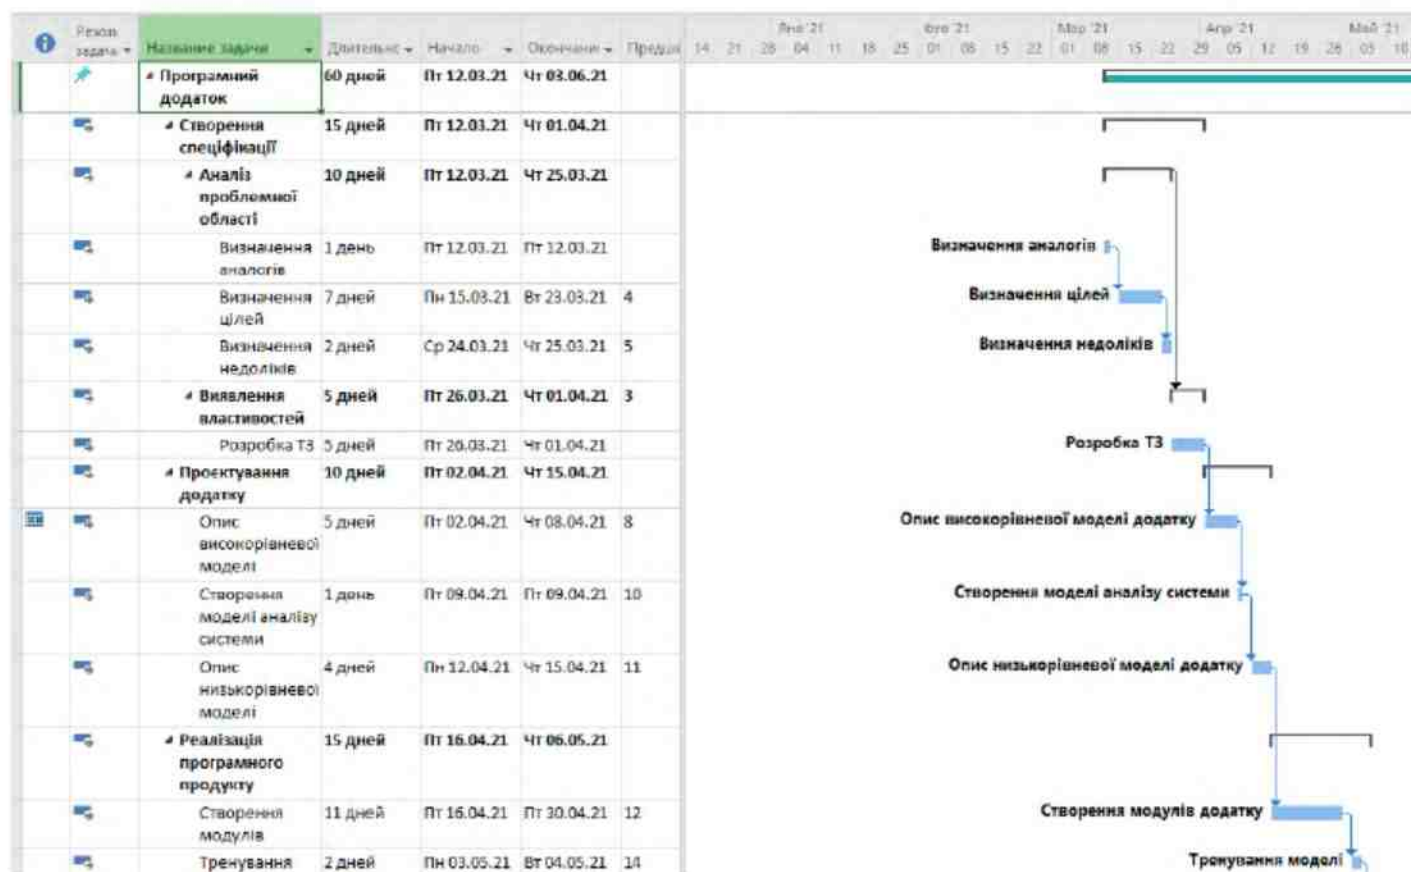 Режим Название задачи Длительнс Начало Окончани Предше Янв '21 Фев '21 Мар '21 Апр '21 Май '21
задачи 14 21 28 04 11 18 25 01 08 15 22 01 08 15 22 29 05 12 19 26 03 10
Програмний 60 дней Пт 12.03.21 Чт 03.06.21
додаток
Створення 15 дней Пт 12.03.21 Чт 01.04.21
специфікації
Аналіз 10 дней Пт 12.03.21 Чт 25.03.21
проблемної
області
Визначення 1 день Пт 12.03.21 Пт 12.03.21 Визначення аналогів
аналогів
Визначення 7 дней Пн 15.03.21 Вт 23.03.21 4 Визначення цілей
цілей
Визначення 2 дней Ср 24.03.21 Чт 25.03.21 5 Визначення недоліків
недоліків
Виявлення 5 дней Пт 26.03.21 Чт 01.04.21 3
властивостей
Розробка ТЗ 5 дней Пт 26.03.21 Чт 01.04.21 Розробка ТЗ
Проєктування 10 дней Пт 02.04.21 Чт 15.04.21
додатку
Опис 5 дней Пт 02.04.21 Чт 08.04.21 8 Опис високорівневої моделі додатку
високорівневої
моделі
Створення 1 день Пт 09.04.21 Пт 09.04.21 10 Створення моделі аналізу системи
моделі аналізу
системи
Опис 4 дней Пн 12.04.21 Чт 15.04.21 11 Опис низькорівневої моделі додатку
низькорівневої
моделі
Реалізація 15 дней Пт 16.04.21 Чт 06.05.21
програмного
продукту
Створення 11 дней Пт 16.04.21 Пт 30.04.21 12 Створення модулів додатку
модулів
Тренування 2 дней Пн 03.05.21 Вт 04.05.21 14 Тренування моделі